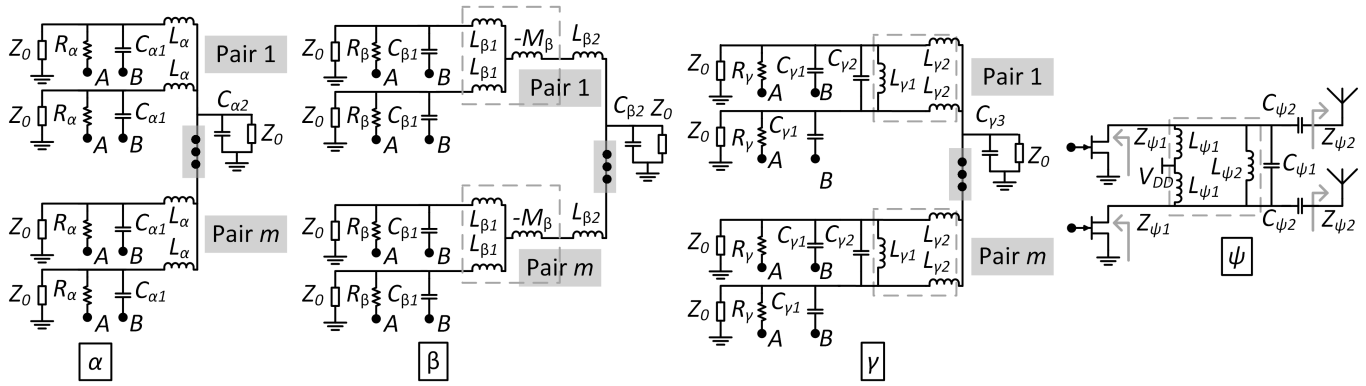 Z0 Rα Cα1 Lα
A B
Pair 1
Lα
Z0 Rα Cα1
A B
Cα2
Z0
Lα
Z0 Rα Cα1
A B
Pair m
Lα
Z0 Rα Cα1
A B
α
Z0 Rβ Cβ1 Lβ1 -Mβ Lβ2
A B
Lβ1
Pair 1
Z0 Rβ Cβ1
A B
Cβ2 Z0
Z0 Rβ Cβ1 Lβ1 -Mβ Lβ2
A B
Lβ1
Pair m
Z0 Rβ Cβ1
A B
β
Z0 Rγ Cγ1 Cγ2 Lγ1 Lγ2
A B
Pair 1
Lγ2
Z0 Rγ Cγ1
A B
Cγ3
Z0
Z0 Rγ Cγ1 Cγ2 Lγ1 Lγ2
A B
Lγ2
Pair m
Z0 Rγ Cγ1
A B
γ
Cψ2
Zψ1 Lψ1 Zψ2
VDD Lψ2 Cψ1
Lψ1
Zψ1 Cψ2 Zψ2
ψ